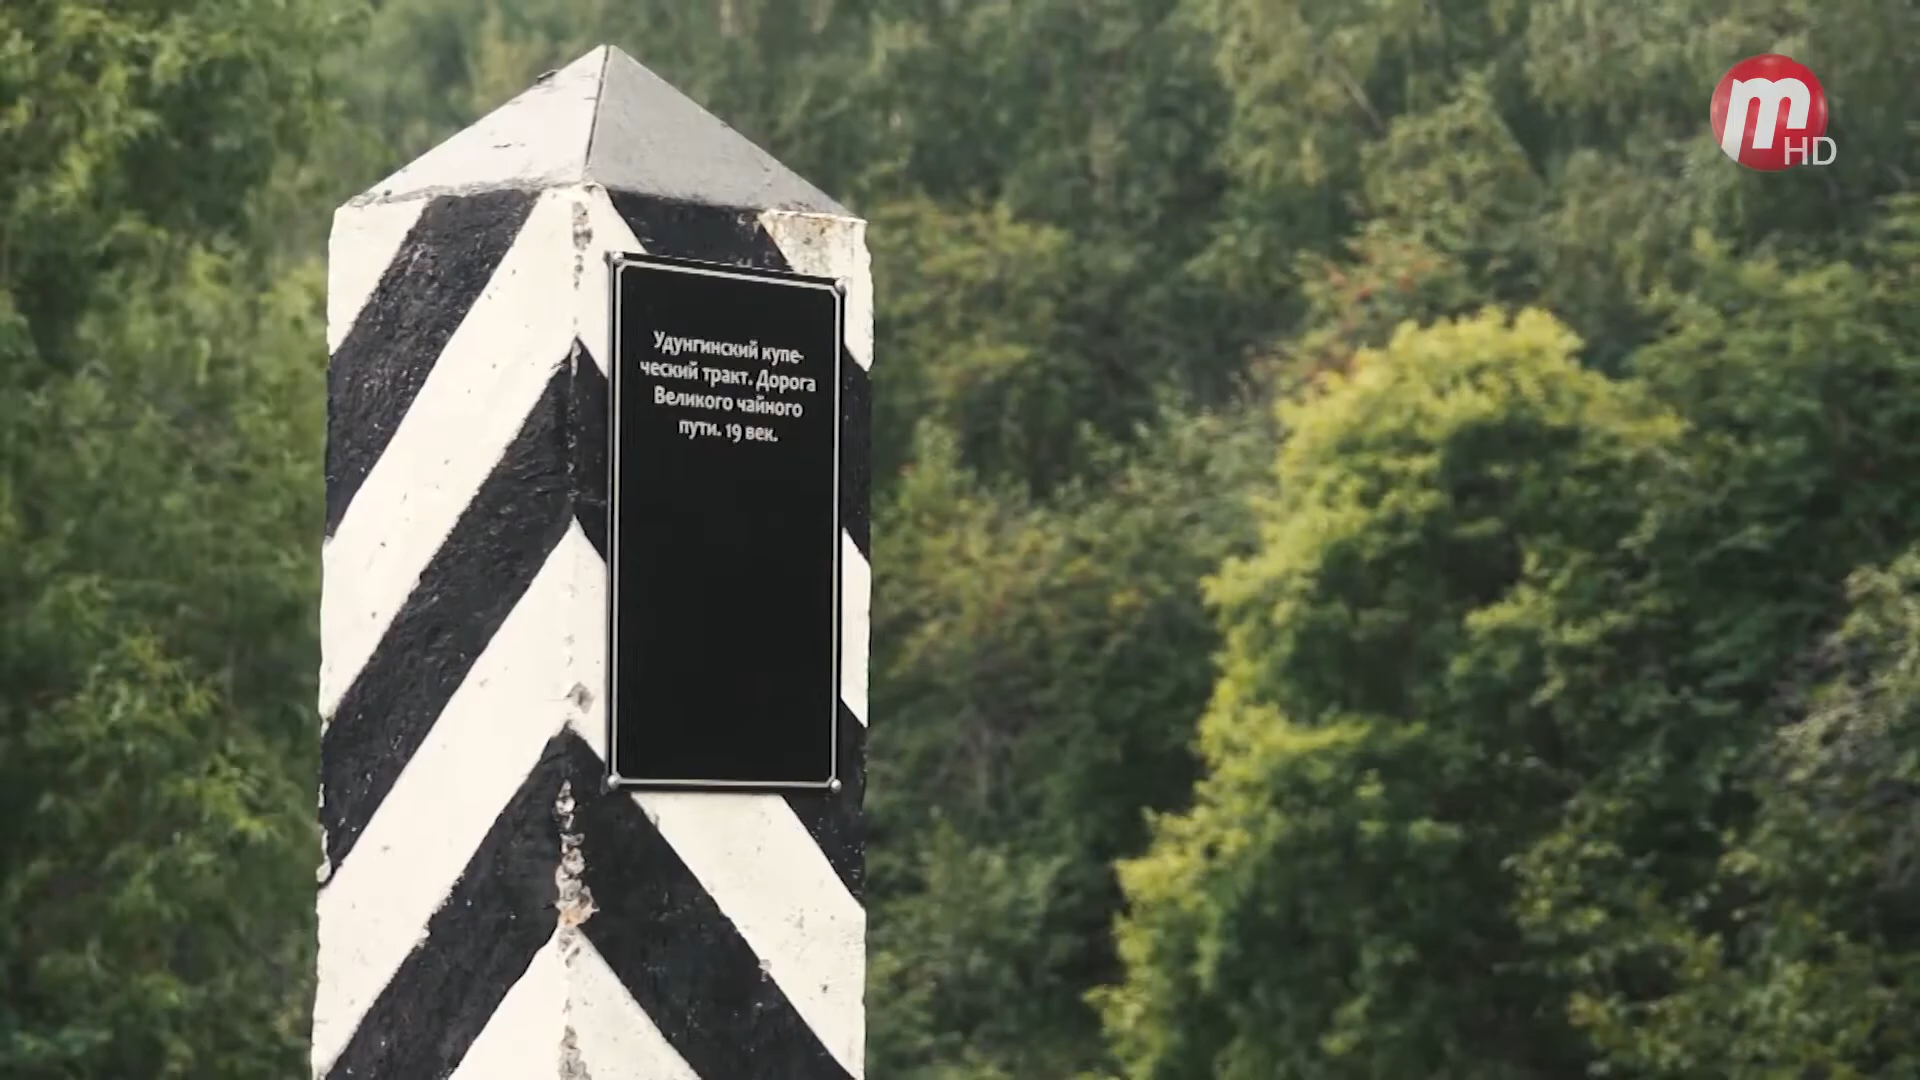 Удунгинский купе-
ческий тракт. Дорога
Великого чайного
пути. 19 век.
m HD